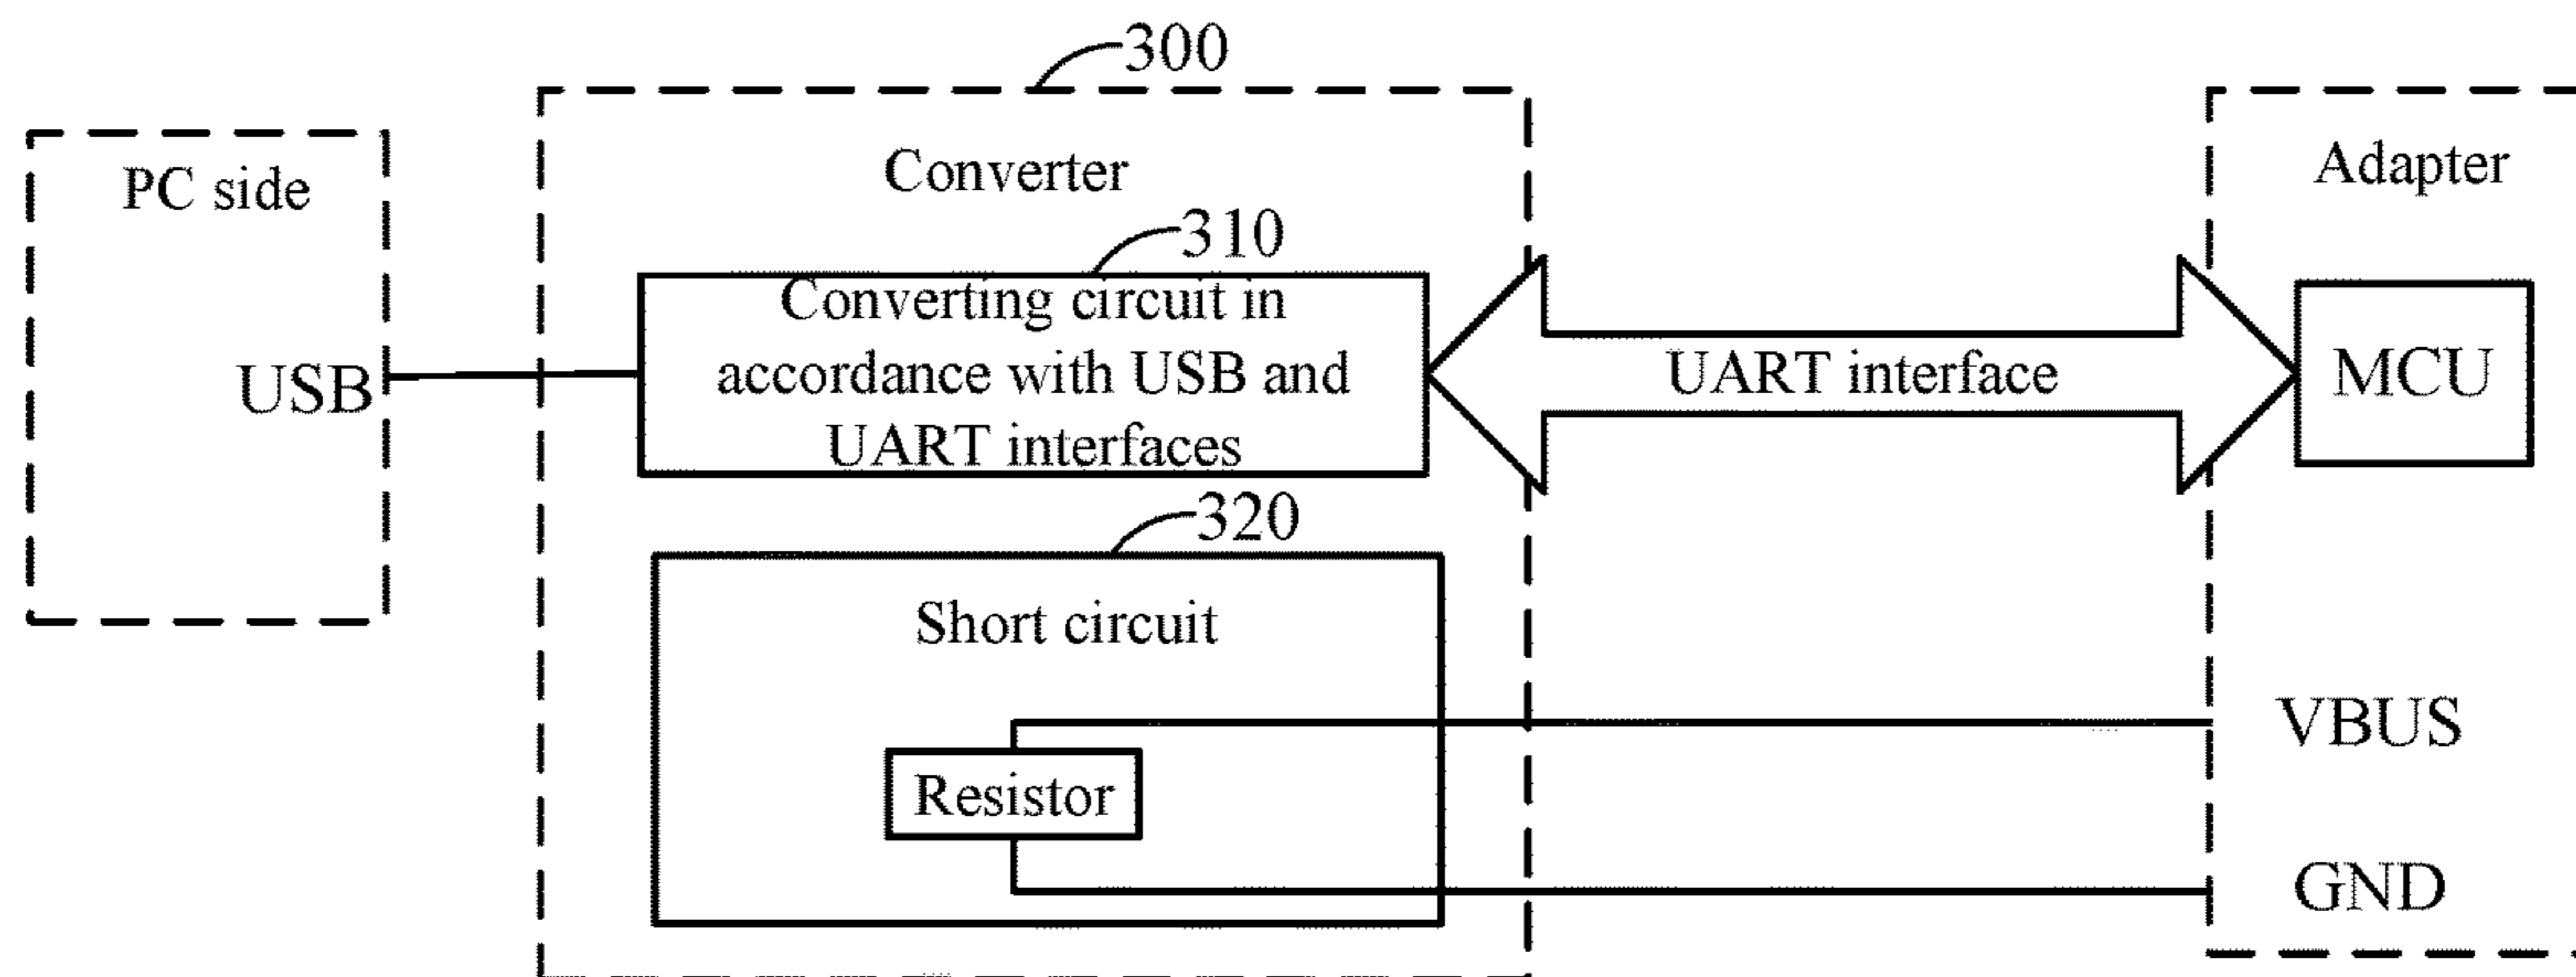 300
PC side
Converter
Adapter
310
Converting circuit in
accordance with USB and
UART interfaces
USB
UART interface
MCU
320
Short circuit
Resistor
VBUS
GND